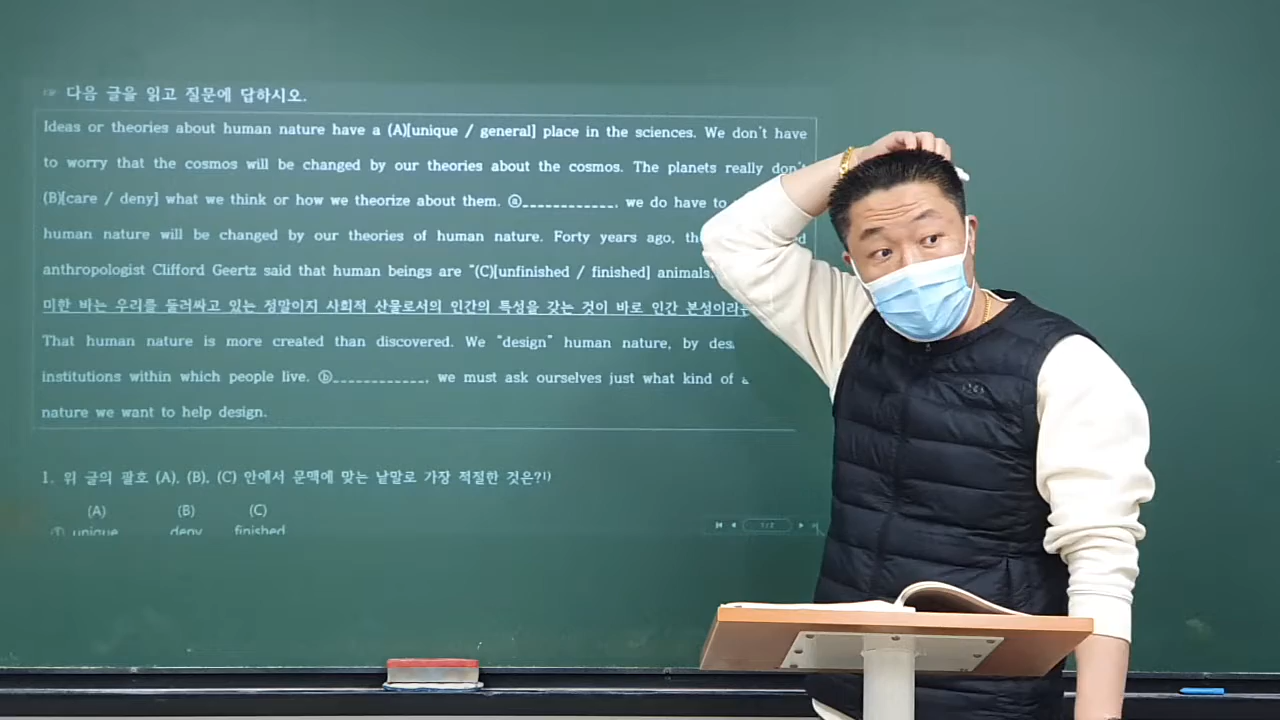 ☞ 다음 글을 읽고 질문에 답하시오.
Ideas or theories about human nature have a (A)[unique / general] place in the sciences. We don't have
to worry that the cosmos will be changed by our theories about the cosmos. The planets really don't
(B)[care / deny] what we think or how we theorize about them. ⓐ____________, we do have to
human nature will be changed by our theories of human nature. Forty years ago,
anthropologist Clifford Geertz said that human beings are "(C)[unfinished / finished] animals.
미한 바는 우리를 둘러싸고 있는 정말이지 사회적 산물로서의 인간의 특성을 갖는 것이 바로 인간 본성이라는
That human nature is more created than discovered. We "design" human nature, by
institutions within which people live. ⓑ____________, we must ask ourselves just what kind of
nature we want to help design.
1. 위 글의 괄호 (A), (B), (C) 안에서 문맥에 맞는 낱말로 가장 적절한 것은?1)
(A) (B) (C)
① unique deny finished
1/2